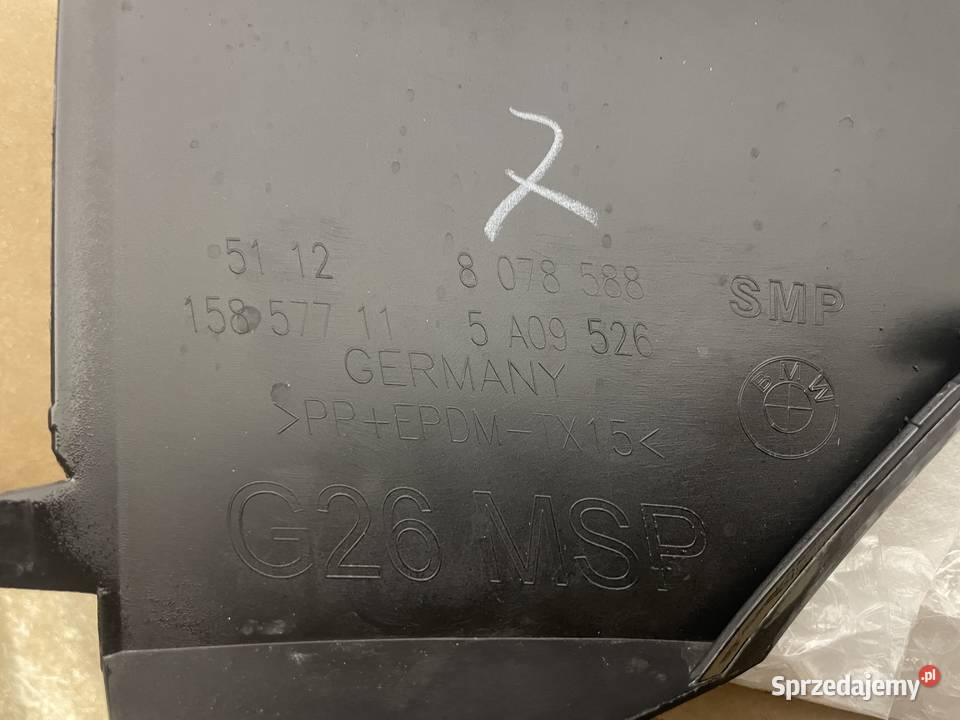 51 12 8 078 588
158 577 11 5 A09 526
GERMANY
>PP+EPDM-TX15<
SMP
BMW
G26 MSP
Sprzedajemy.pl